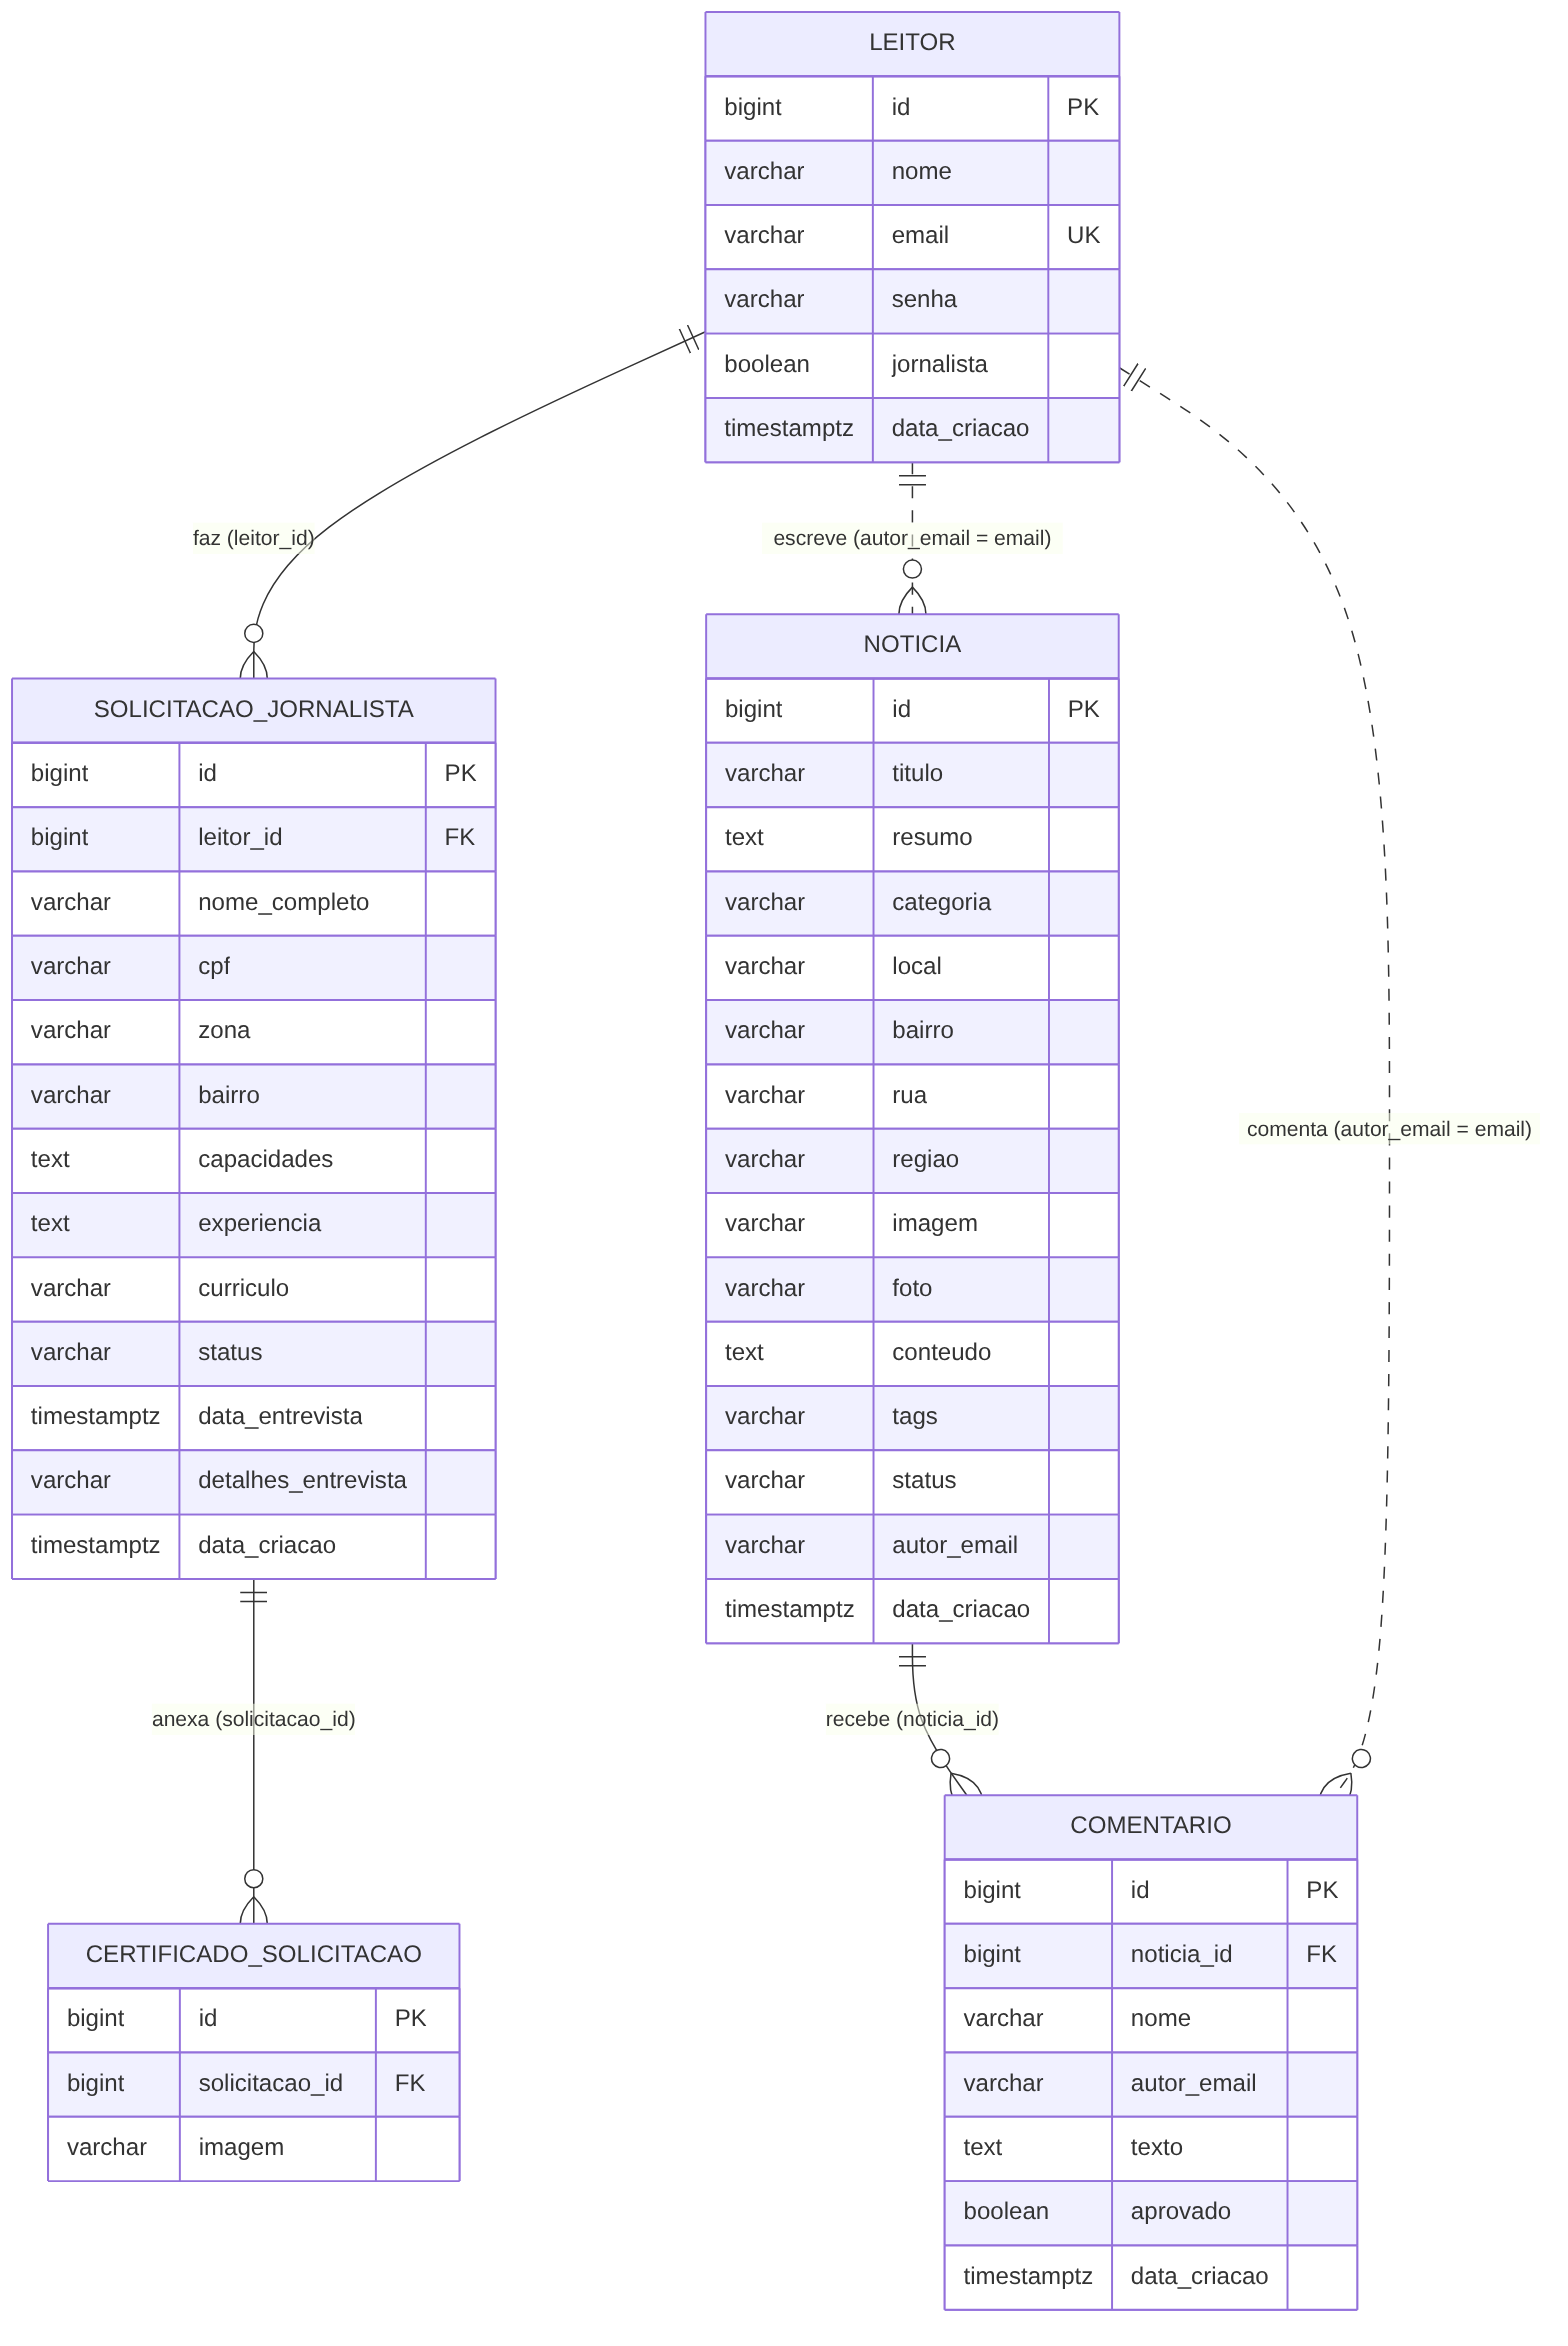 LEITOR
bigint id PK
varchar nome
varchar email UK
varchar senha
boolean jornalista
timestamptz data_criacao
faz (leitor_id)
escreve (autor_email = email)
SOLICITACAO_JORNALISTA
bigint id PK
bigint leitor_id FK
varchar nome_completo
varchar cpf
varchar zona
varchar bairro
text capacidades
text experiencia
varchar curriculo
varchar status
timestamptz data_entrevista
varchar detalhes_entrevista
timestamptz data_criacao
NOTICIA
bigint id PK
varchar titulo
text resumo
varchar categoria
varchar local
varchar bairro
varchar rua
varchar regiao
varchar imagem
varchar foto
text conteudo
varchar tags
varchar status
varchar autor_email
timestamptz data_criacao
comenta (autor_email = email)
anexa (solicitacao_id)
recebe (noticia_id)
CERTIFICADO_SOLICITACAO
bigint id PK
bigint solicitacao_id FK
varchar imagem
COMENTARIO
bigint id PK
bigint noticia_id FK
varchar nome
varchar autor_email
text texto
boolean aprovado
timestamptz data_criacao